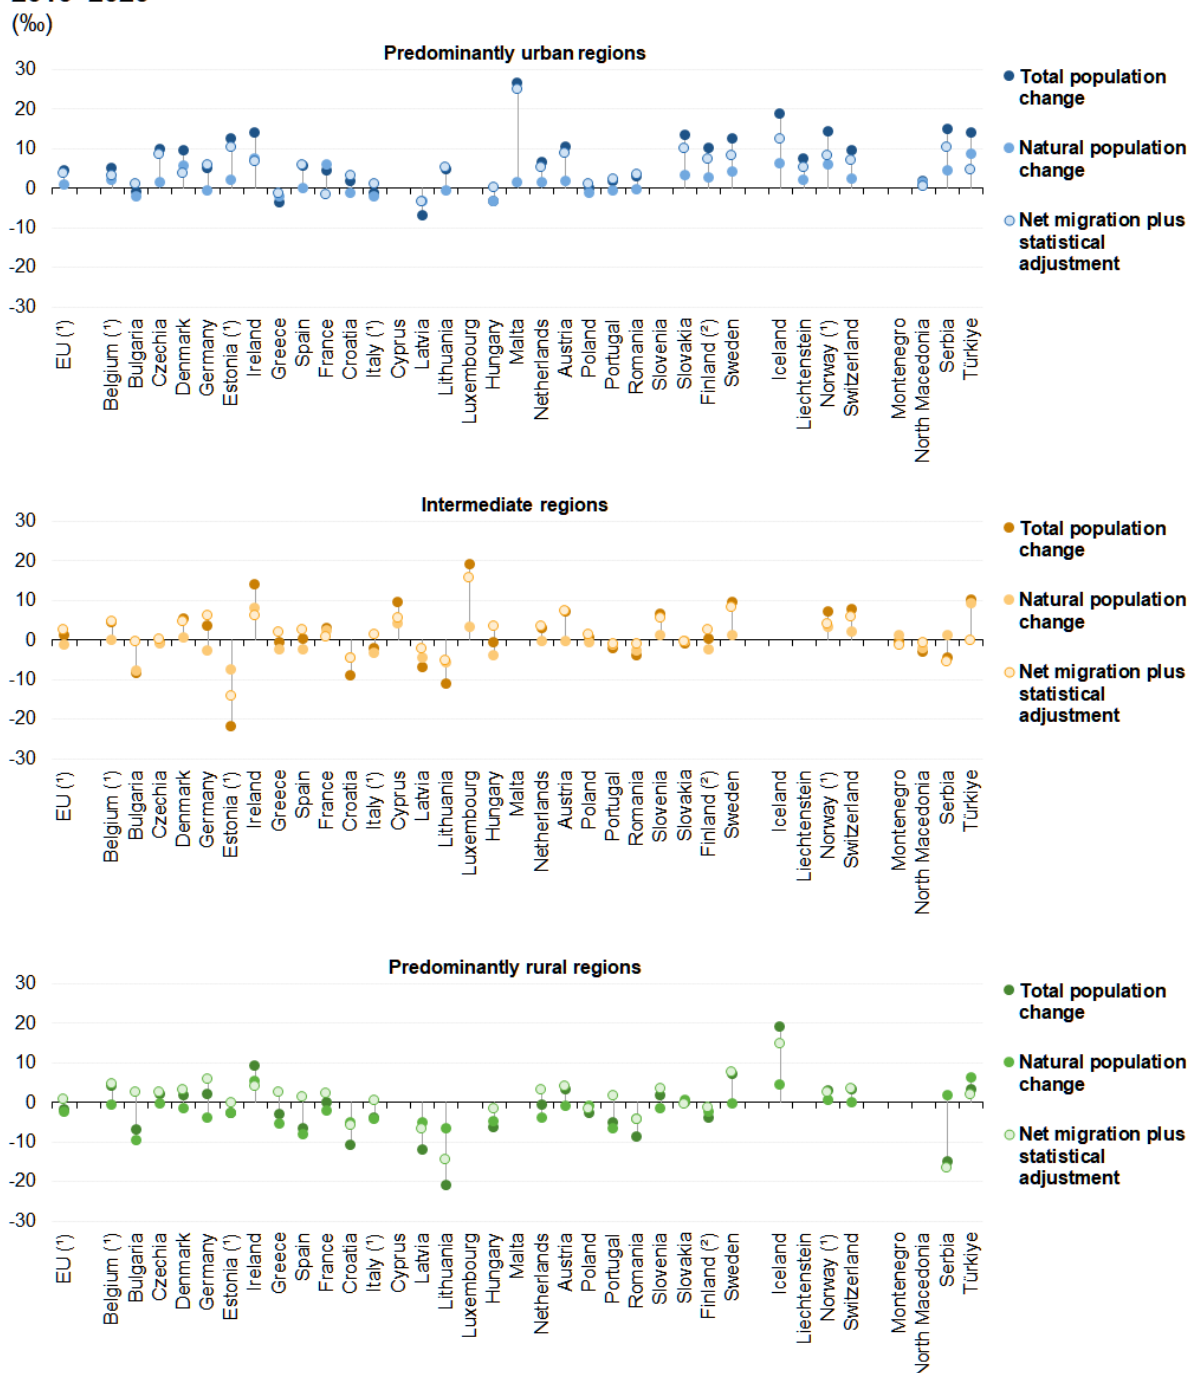 (‰)
Predominantly urban regions
30
20
10
0
-10
-20
-30
Total population
change
Natural population
change
Net migration plus
statistical
adjustment
EU (¹)
Belgium (¹)
Bulgaria
Czechia
Denmark
Germany
Estonia (¹)
Ireland
Greece
Spain
France
Croatia
Italy (¹)
Cyprus
Latvia
Lithuania
Luxembourg
Hungary
Malta
Netherlands
Austria
Poland
Portugal
Romania
Slovenia
Slovakia
Finland (²)
Sweden
Iceland
Liechtenstein
Norway (¹)
Switzerland
Montenegro
North Macedonia
Serbia
Türkiye
Intermediate regions
30
20
10
0
-10
-20
-30
Total population
change
Natural population
change
Net migration plus
statistical
adjustment
EU (¹)
Belgium (¹)
Bulgaria
Czechia
Denmark
Germany
Estonia (¹)
Ireland
Greece
Spain
France
Croatia
Italy (¹)
Cyprus
Latvia
Lithuania
Luxembourg
Hungary
Malta
Netherlands
Austria
Poland
Portugal
Romania
Slovenia
Slovakia
Finland (²)
Sweden
Iceland
Liechtenstein
Norway (¹)
Switzerland
Montenegro
North Macedonia
Serbia
Türkiye
Predominantly rural regions
30
20
10
0
-10
-20
-30
Total population
change
Natural population
change
Net migration plus
statistical
adjustment
EU (¹)
Belgium (¹)
Bulgaria
Czechia
Denmark
Germany
Estonia (¹)
Ireland
Greece
Spain
France
Croatia
Italy (¹)
Cyprus
Latvia
Lithuania
Luxembourg
Hungary
Malta
Netherlands
Austria
Poland
Portugal
Romania
Slovenia
Slovakia
Finland (²)
Sweden
Iceland
Liechtenstein
Norway (¹)
Switzerland
Montenegro
North Macedonia
Serbia
Türkiye